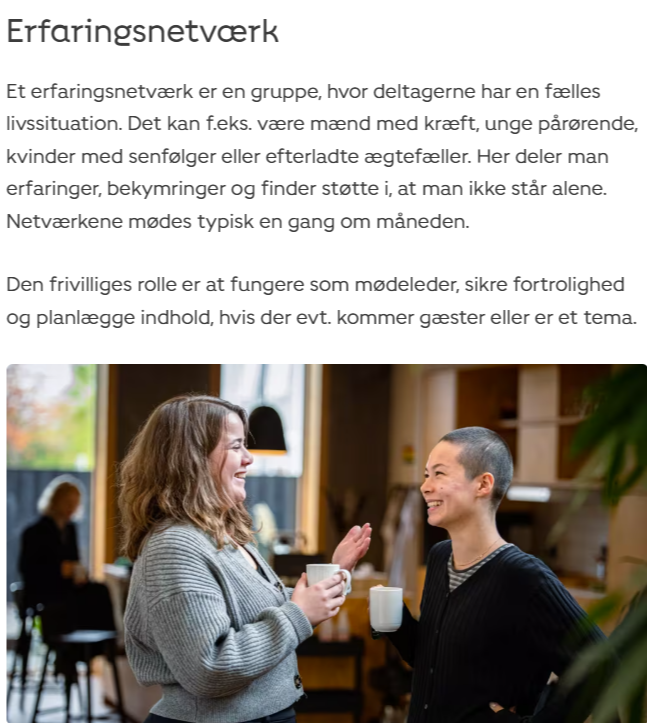 Erfaringsnetværk
Et erfaringsnetværk er en gruppe, hvor deltagerne har en fælles
livssituation. Det kan f.eks. være mænd med kræft, unge pårørende,
kvinder med senfølger eller efterladte ægtefæller. Her deler man
erfaringer, bekymringer og finder støtte i, at man ikke står alene.
Netværkene mødes typisk en gang om måneden.
Den frivilliges rolle er at fungere som mødeleder, sikre fortrolighed
og planlægge indhold, hvis der evt. kommer gæster eller er et tema.